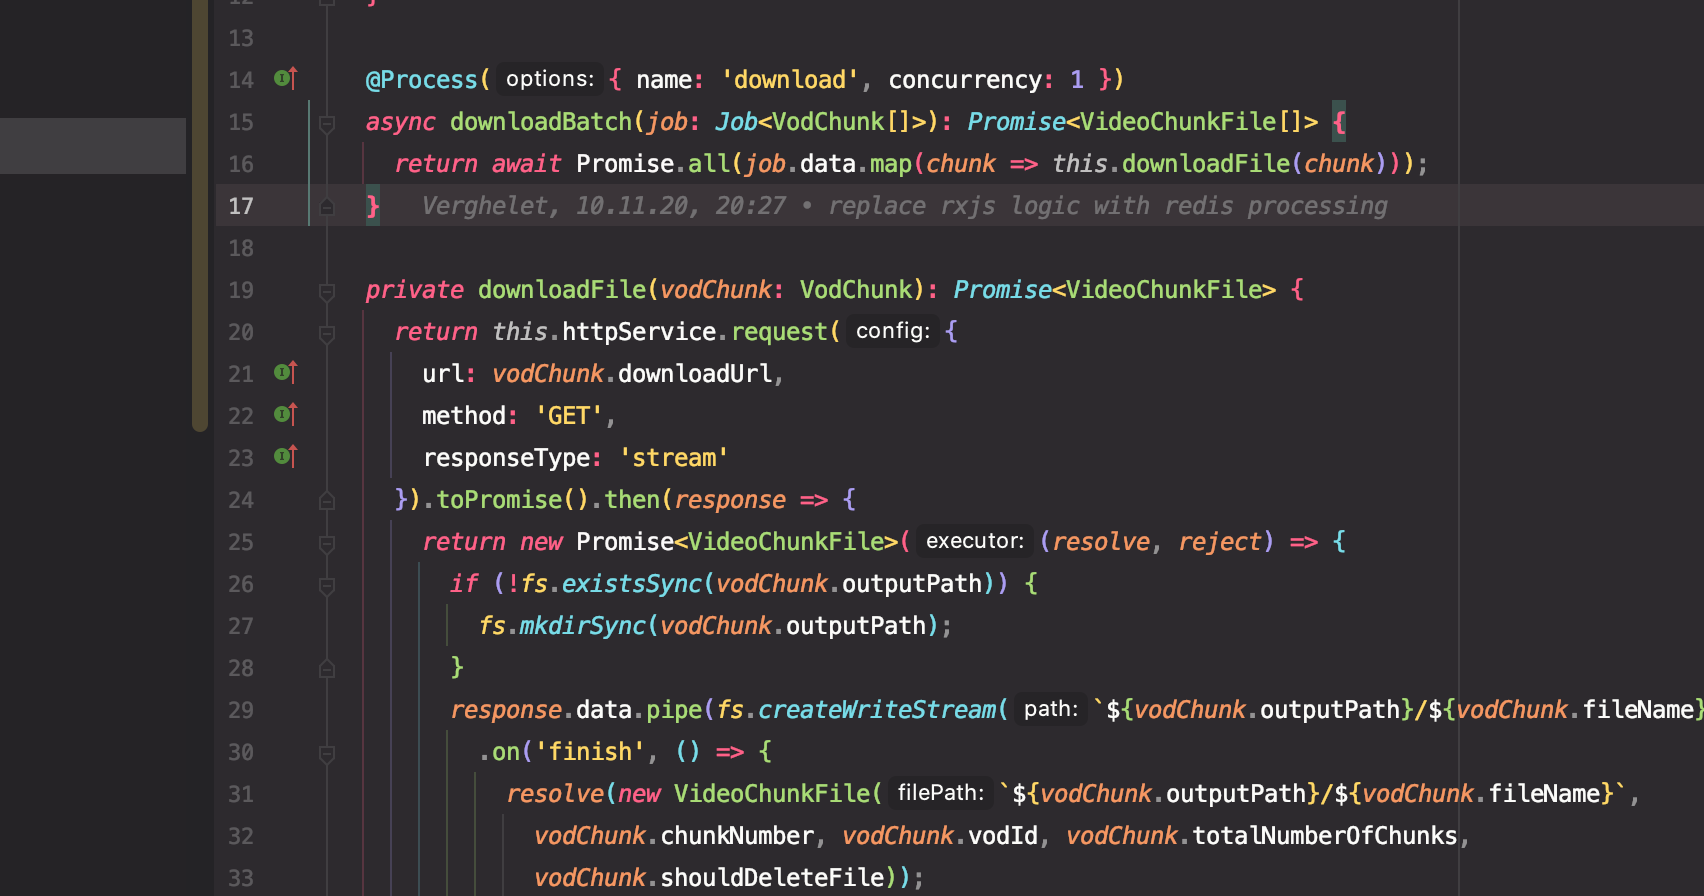 12 }
13
14 @Process( options: { name: 'download', concurrency: 1 })
15 async downloadBatch(job: Job<VodChunk[]>): Promise<VideoChunkFile[]> {
16 return await Promise.all(job.data.map(chunk => this.downloadFile(chunk)));
17 } Verghelet, 10.11.20, 20:27 • replace rxjs logic with redis processing
18
19 private downloadFile(vodChunk: VodChunk): Promise<VideoChunkFile> {
20 return this.httpService.request( config: {
21 url: vodChunk.downloadUrl,
22 method: 'GET',
23 responseType: 'stream'
24 }).toPromise().then(response => {
25 return new Promise<VideoChunkFile>( executor: (resolve, reject) => {
26 if (!fs.existsSync(vodChunk.outputPath)) {
27 fs.mkdirSync(vodChunk.outputPath);
28 }
29 response.data.pipe(fs.createWriteStream( path: `${vodChunk.outputPath}/${vodChunk.fileName}
30 .on('finish', () => {
31 resolve(new VideoChunkFile( filePath: `${vodChunk.outputPath}/${vodChunk.fileName}`,
32 vodChunk.chunkNumber, vodChunk.vodId, vodChunk.totalNumberOfChunks,
33 vodChunk.shouldDeleteFile));